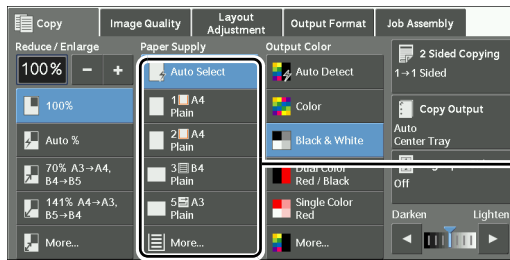 Copy
Image Quality
Layout
Adjustment
Output Format
Job Assembly
Reduce / Enlarge
100%
−
+
100%
Auto %
70% A3→A4,
B4→B5
141% A4→A3,
B5→B4
More...
Paper Supply
Auto Select
1 A4
Plain
2 A4
Plain
3 B4
Plain
5 A3
Plain
More...
Output Color
Auto Detect
Color
Black & White
Dual Color
Red / Black
Single Color
Red
More...
2 Sided Copying
1→1 Sided
Copy Output
Auto
Center Tray
Off
Darken
Lighten